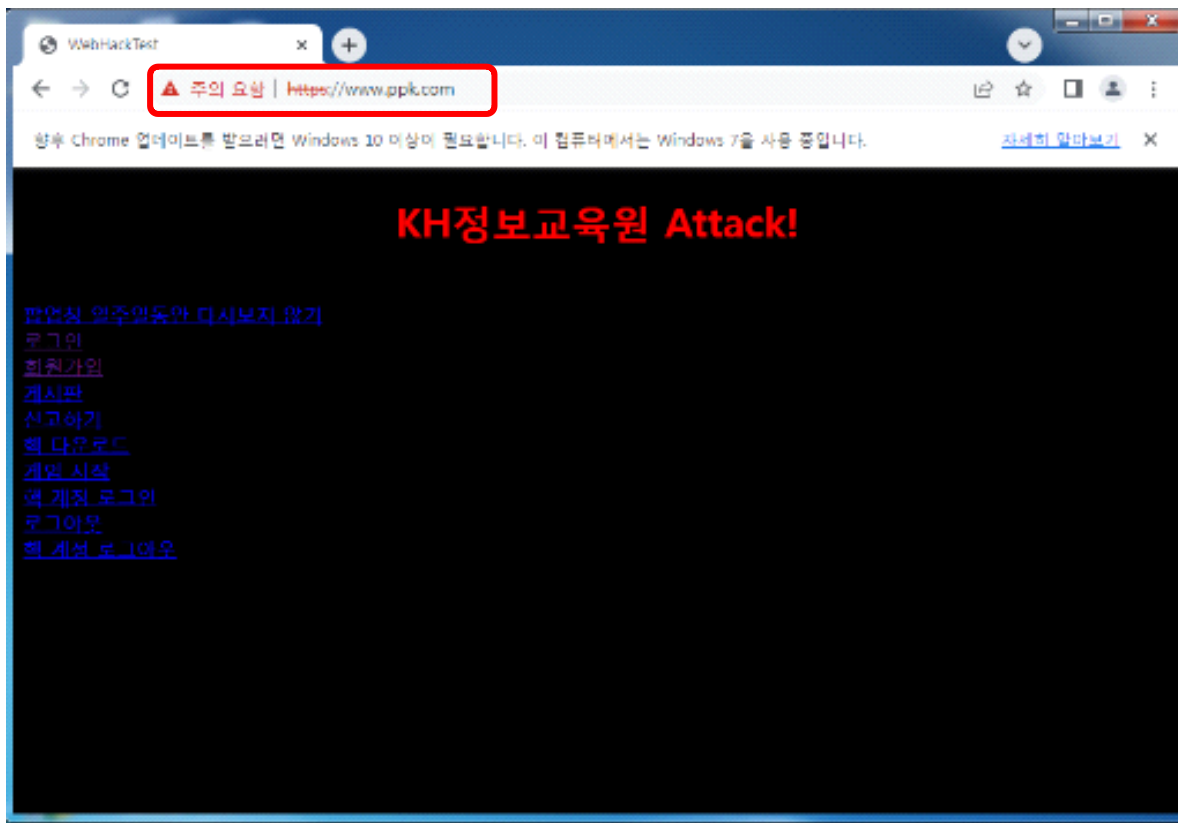 WebHackTest
주의 요함 | https://www.ppk.com
향후 Chrome 업데이트를 받으려면 Windows 10 이상이 필요합니다. 이 컴퓨터에서는 Windows 7을 사용 중입니다. 자세히 알아보기
KH정보교육원 Attack!
팝업창 일주일동안 다시보지 않기
로그인
회원가입
게시판
신고하기
핵 다운로드
게임 시작
핵 계정 로그인
로그아웃
핵 계정 로그아웃